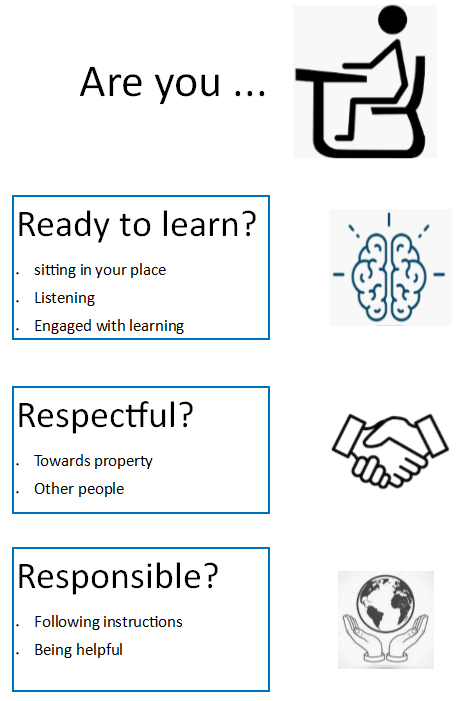 Are you ...
Ready to learn?
. sitting in your place
. Listening
. Engaged with learning
Respectful?
. Towards property
. Other people
Responsible?
. Following instructions
. Being helpful